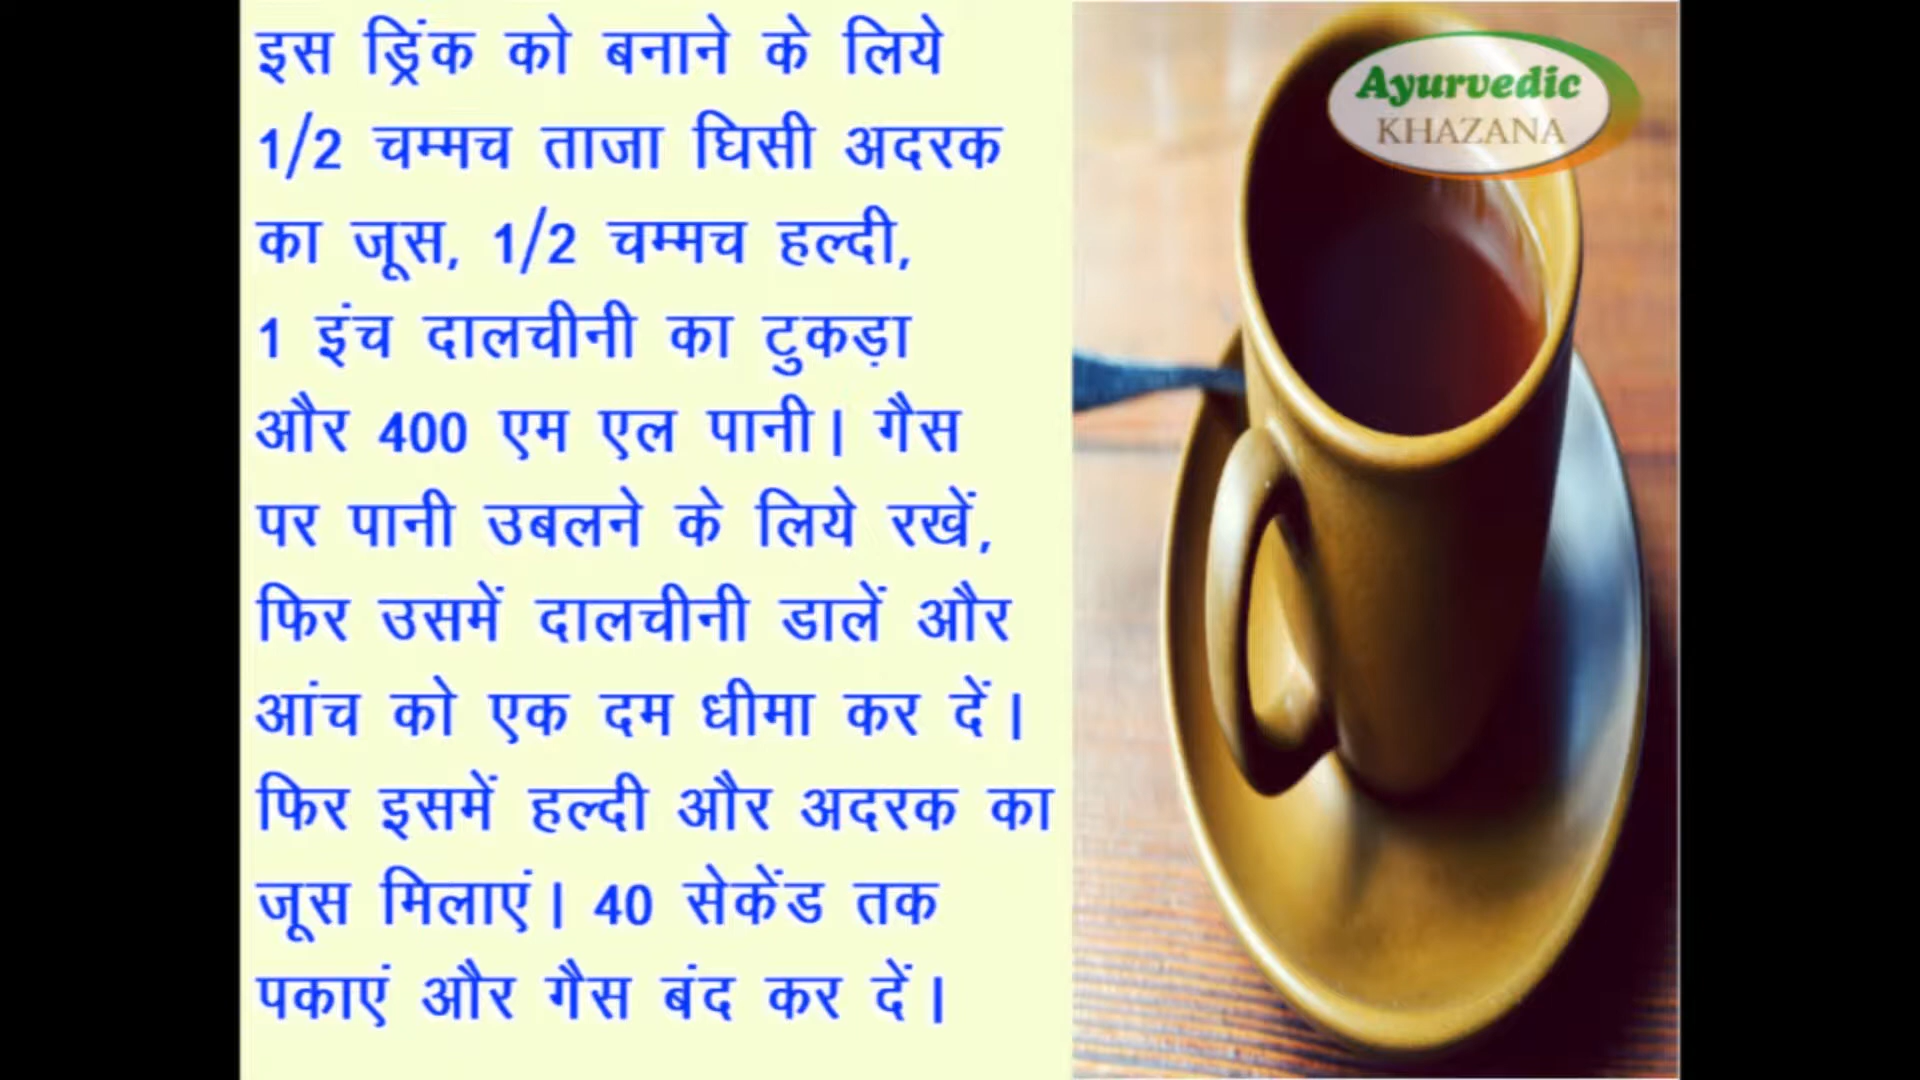 इस ड्रिंक को बनाने के लिये
1/2 चम्मच ताजा घिसी अदरक
का जूस, 1/2 चम्मच हल्दी,
1 इंच दालचीनी का टुकड़ा
और 400 एम एल पानी। गैस
पर पानी उबलने के लिये रखें,
फिर उसमें दालचीनी डालें और
आंच को एक दम धीमा कर दें।
फिर इसमें हल्दी और अदरक का
जूस मिलाएं। 40 सेकेंड तक
पकाएं और गैस बंद कर दें।
Ayurvedic
KHAZANA